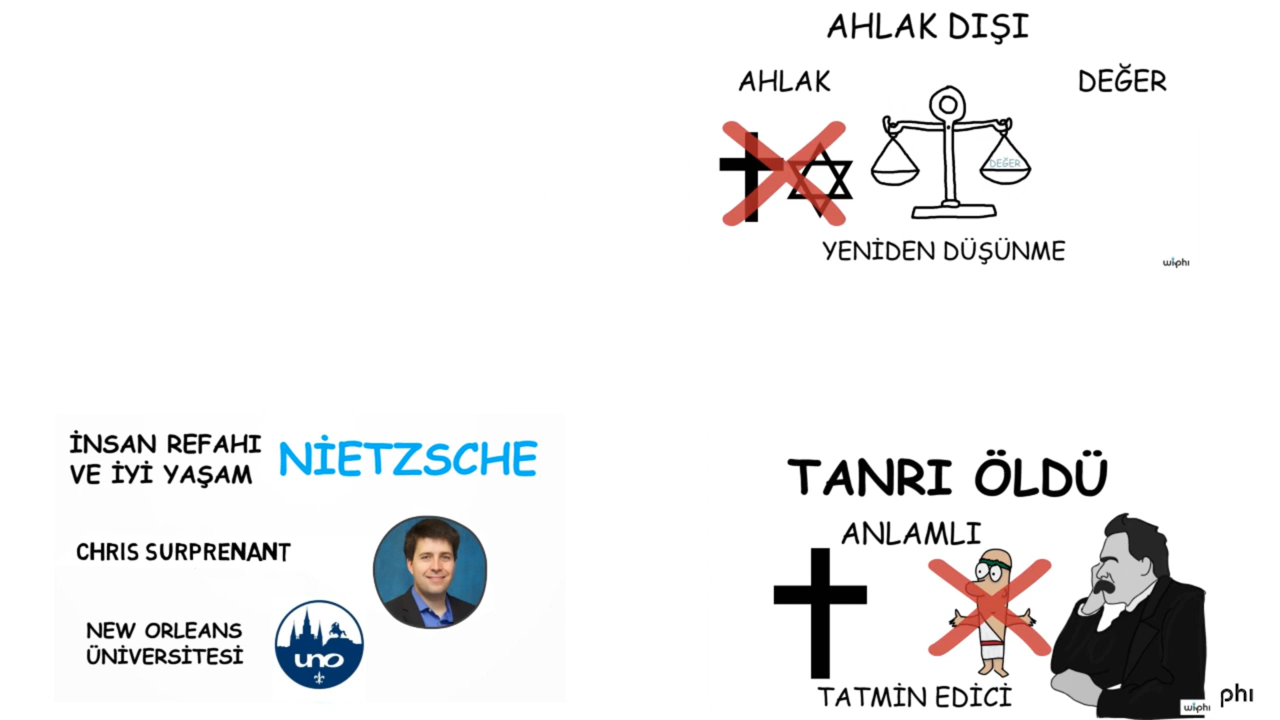 AHLAK DIŞI
AHLAK
DEĞER
DEĞER
YENİDEN DÜŞÜNME
wiphi
İNSAN REFAHI
VE İYİ YAŞAM
NİETZSCHE
CHRIS SURPRENANT
NEW ORLEANS
ÜNİVERSİTESİ
uno
TANRI ÖLDÜ
ANLAMLI
TATMİN EDİCİ
wiphi
phi